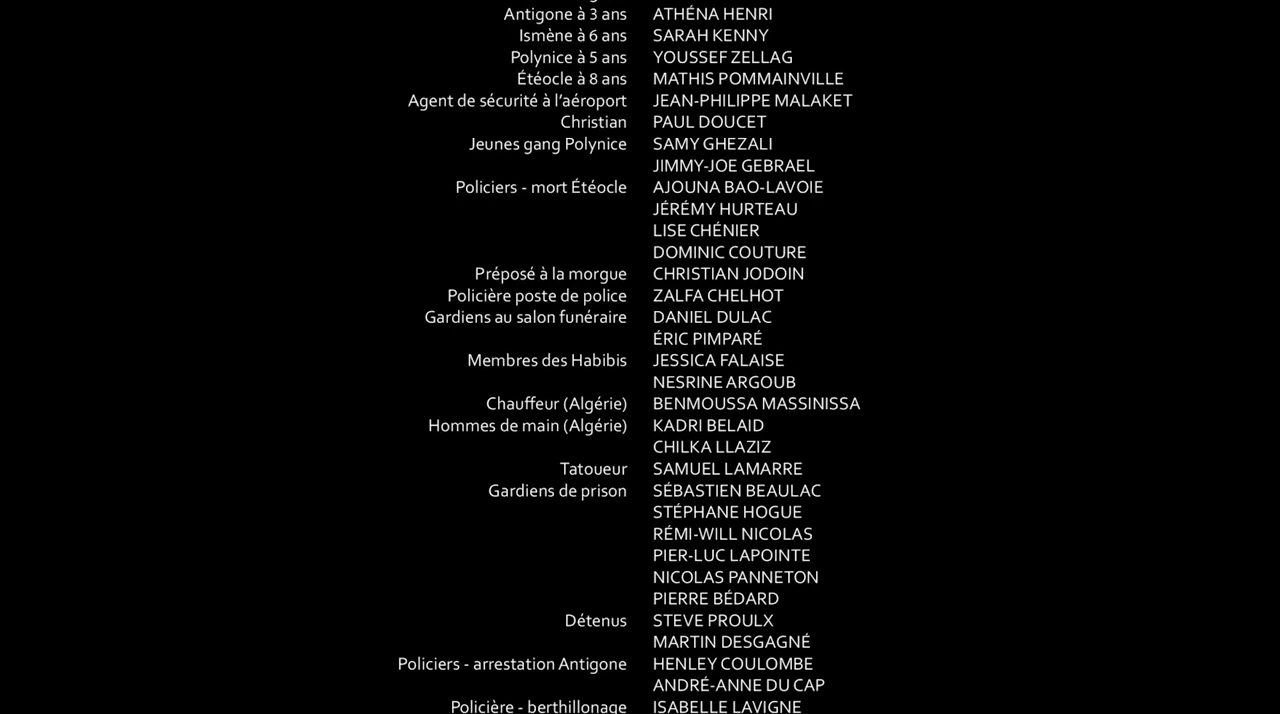 Antigone à 3 ans ATHÉNA HENRI
Ismène à 6 ans SARAH KENNY
Polynice à 5 ans YOUSSEF ZELLAG
Étéocle à 8 ans MATHIS POMMAINVILLE
Agent de sécurité à l'aéroport JEAN-PHILIPPE MALAKET
Christian PAUL DOUCET
Jeunes gang Polynice SAMY GHEZALI
JIMMY-JOE GEBRAEL
Policiers - mort Étéocle AJOUNA BAO-LAVOIE
JÉRÉMY HURTEAU
LISE CHÉNIER
DOMINIC COUTURE
Préposé à la morgue CHRISTIAN JODOIN
Policière poste de police ZALFA CHELHOT
Gardiens au salon funéraire DANIEL DULAC
ÉRIC PIMPARÉ
Membres des Habibis JESSICA FALAISE
NESRINE ARGOUB
Chauffeur (Algérie) BENMOUSSA MASSINISSA
Hommes de main (Algérie) KADRI BELAID
CHILKA LLAZIZ
Tatoueur SAMUEL LAMARRE
Gardiens de prison SÉBASTIEN BEAULAC
STÉPHANE HOGUE
RÉMI-WILL NICOLAS
PIER-LUC LAPOINTE
NICOLAS PANNETON
PIERRE BÉDARD
Détenus STEVE PROULX
MARTIN DESGAGNÉ
Policiers - arrestation Antigone HENLEY COULOMBE
ANDRÉ-ANNE DU CAP
Policière - berthillonage ISABELLE LAVIGNE